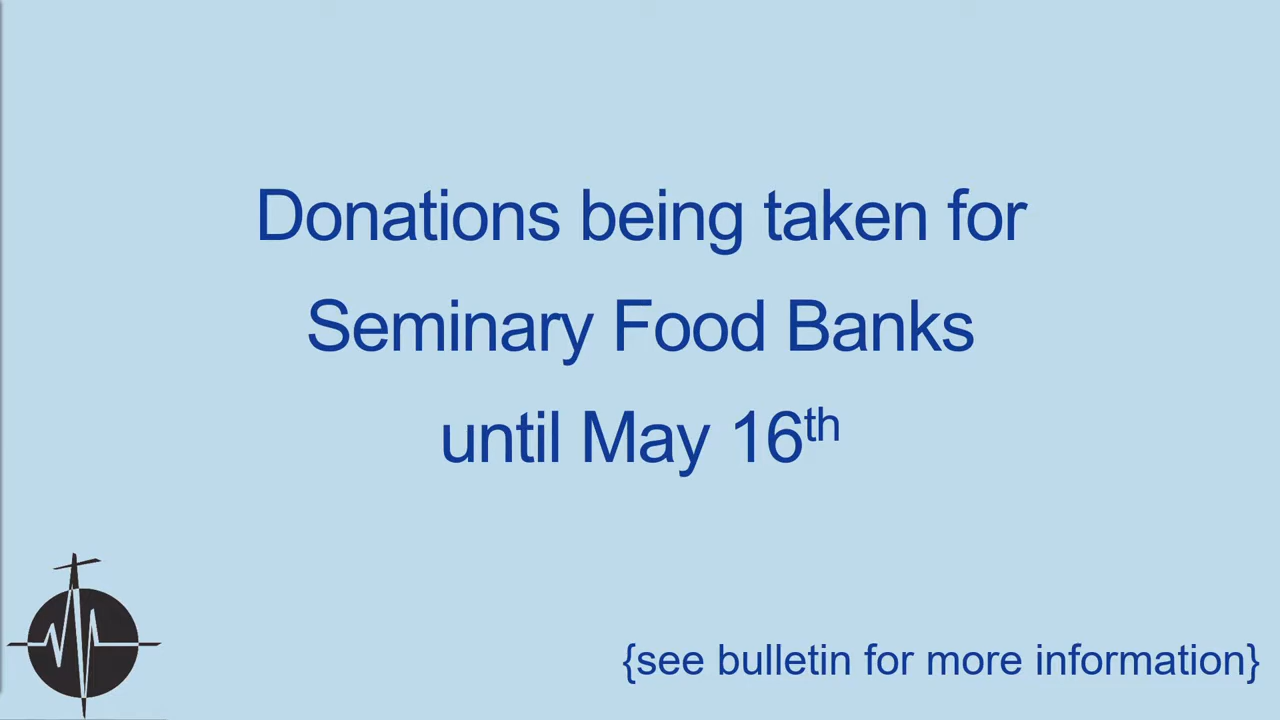 Donations being taken for
Seminary Food Banks
until May 16th
{see bulletin for more information}